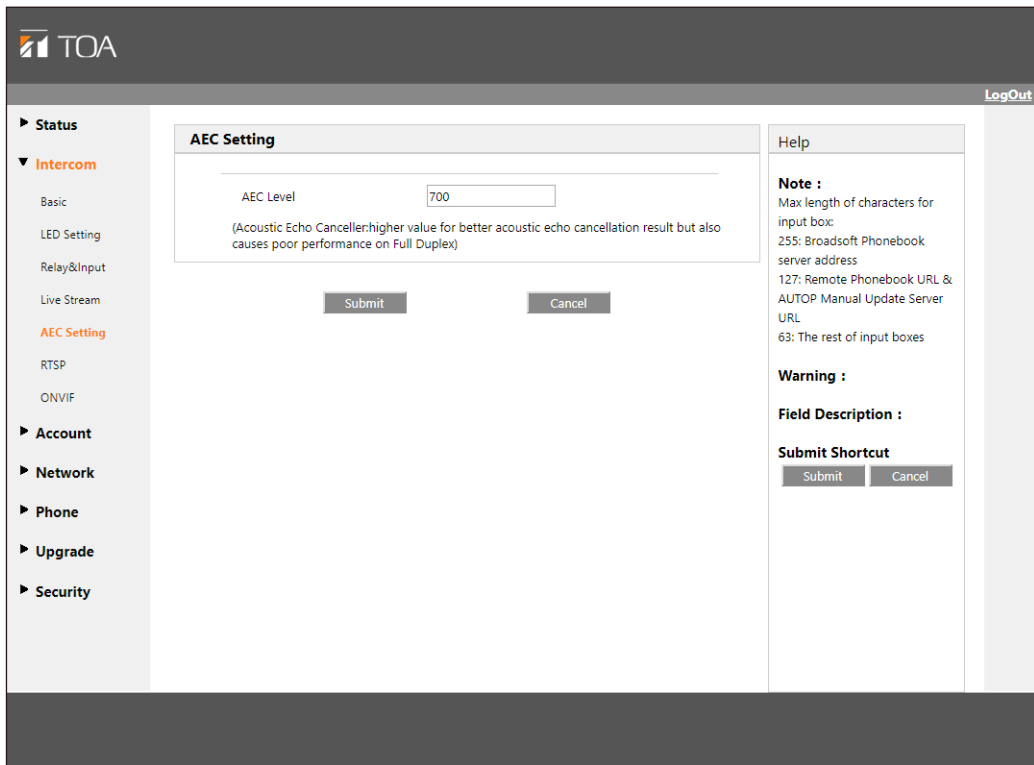 TOA
LogOut
Status
Intercom
Basic
LED Setting
Relay&Input
Live Stream
AEC Setting
RTSP
ONVIF
Account
Network
Phone
Upgrade
Security
AEC Setting
AEC Level
700
(Acoustic Echo Canceller:higher value for better acoustic echo cancellation result but also
causes poor performance on Full Duplex)
Submit
Cancel
Help
Note :
Max length of characters for
input box:
255: Broadsoft Phonebook
server address
127: Remote Phonebook URL &
AUTOP Manual Update Server
URL
63: The rest of input boxes
Warning :
Field Description :
Submit Shortcut
Submit
Cancel